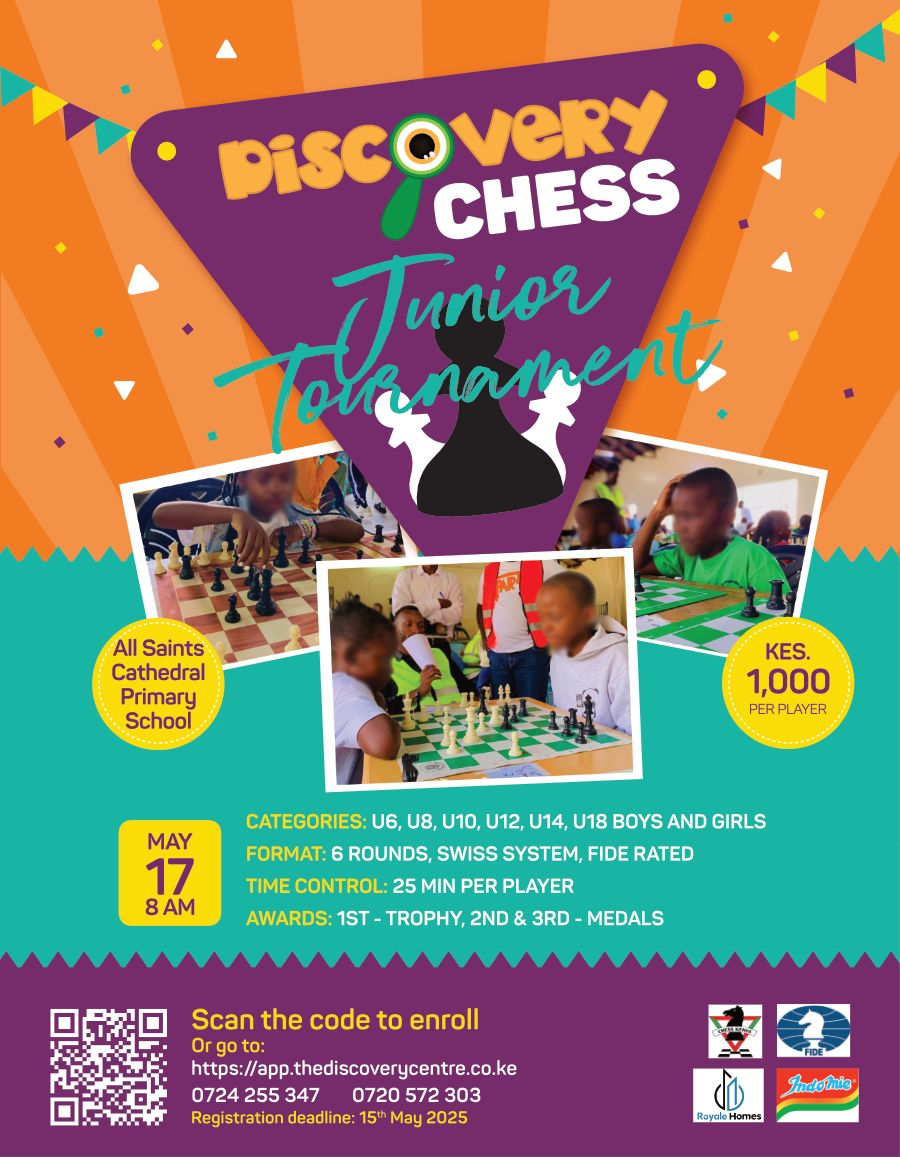 DISCOVERY
CHESS
Junior
Tournament
All Saints
Cathedral
Primary
School
KES.
1,000
PER PLAYER
MAY
17
8 AM
CATEGORIES: U6, U8, U10, U12, U14, U18 BOYS AND GIRLS
FORMAT: 6 ROUNDS, SWISS SYSTEM, FIDE RATED
TIME CONTROL: 25 MIN PER PLAYER
AWARDS: 1ST - TROPHY, 2ND & 3RD - MEDALS
Scan the code to enroll
Or go to:
https://app.thediscoverycentre.co.ke
0724 255 347 0720 572 303
Registration deadline: 15th May 2025
CHESS KENYA
FIDE
Royale Homes
Indomie